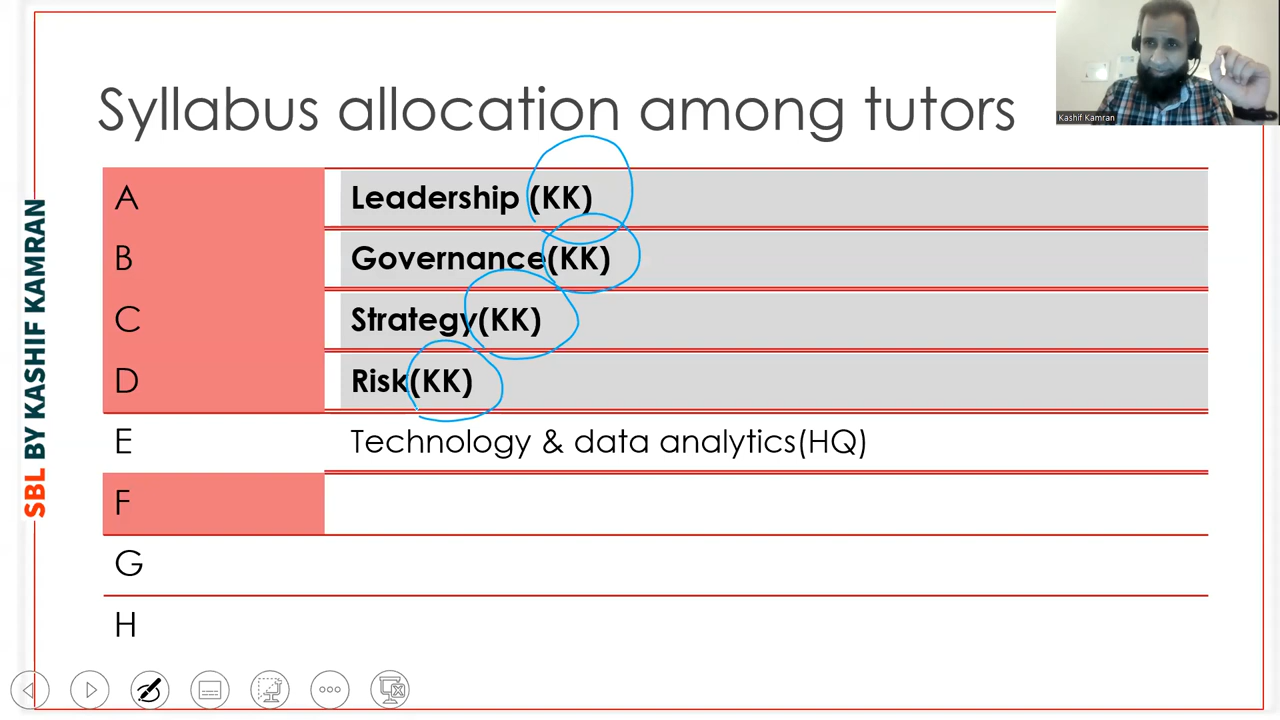 Syllabus allocation among tutors
Kashif Kamran
SBL BY KASHIF KAMRAN
A Leadership (KK)
B Governance(KK)
C Strategy(KK)
D Risk(KK)
E Technology & data analytics(HQ)
F
G
H